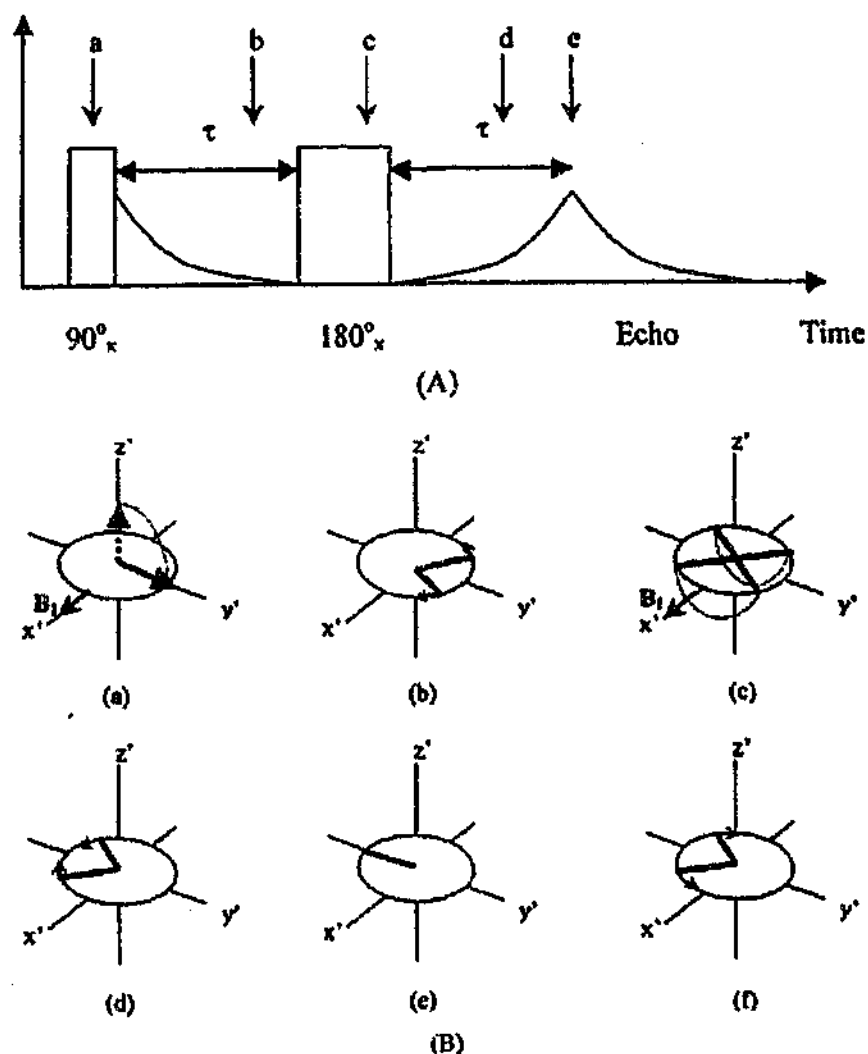 a b c d e
τ τ
90°x 180°x Echo Time
(A)
z' z' z'
B1 x' y' x' y' B1 x' y'
(a) (b) (c)
z' z' z'
x' y' x' y' x' y'
(d) (e) (f)
(B)